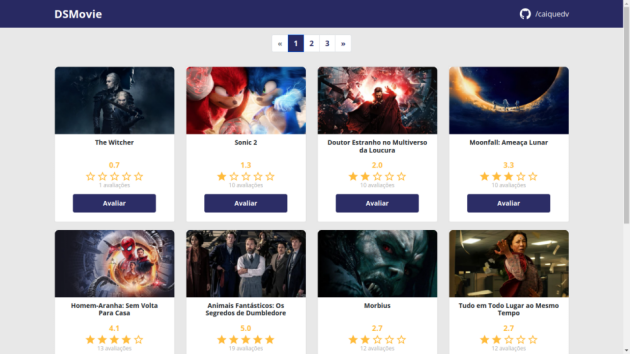 DSMovie
/caiquedv
« 1 2 3 »
The Witcher
0.7
1 avaliações
Avaliar
Sonic 2
1.3
10 avaliações
Avaliar
Doutor Estranho no Multiverso
da Loucura
2.0
10 avaliações
Avaliar
Moonfall: Ameaça Lunar
3.3
10 avaliações
Avaliar
Homem-Aranha: Sem Volta
Para Casa
4.1
13 avaliações
Animais Fantásticos: Os
Segredos de Dumbledore
5.0
19 avaliações
Morbius
2.7
12 avaliações
Tudo em Todo Lugar ao Mesmo
Tempo
2.7
12 avaliações